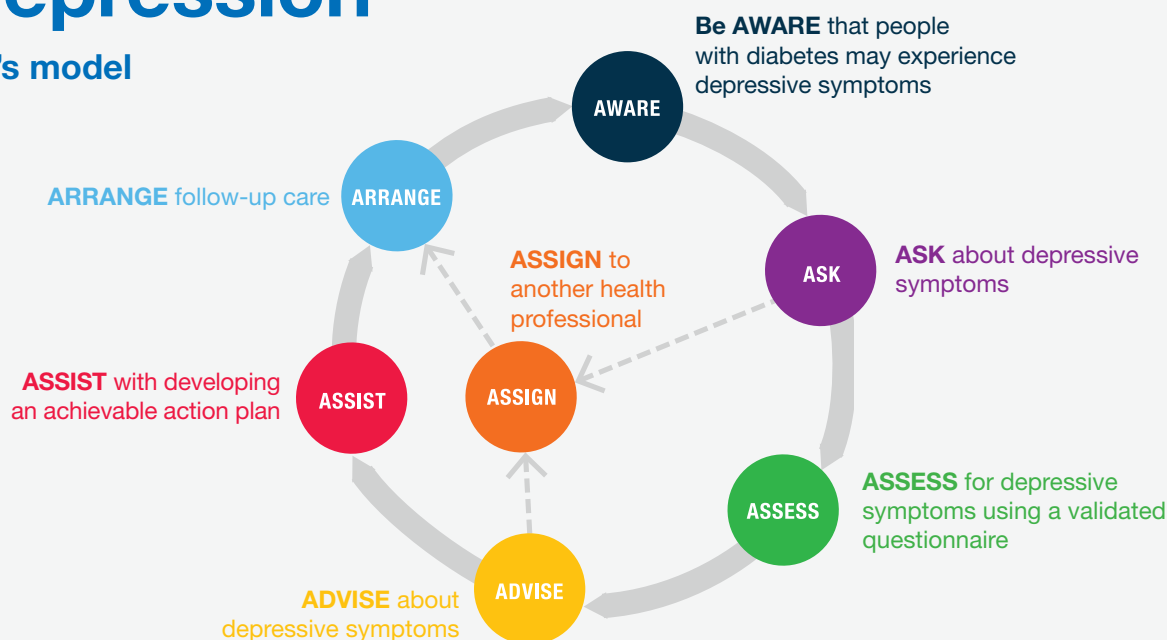 epression
's model
Be AWARE that people
with diabetes may experience
depressive symptoms
AWARE
ARRANGE follow-up care
ARRANGE
ASSIGN to
another health
professional
ASK
ASK about depressive
symptoms
ASSIST with developing
an achievable action plan
ASSIST
ASSIGN
ASSESS
ASSESS for depressive
symptoms using a validated
questionnaire
ADVISE
ADVISE about
depressive symptoms